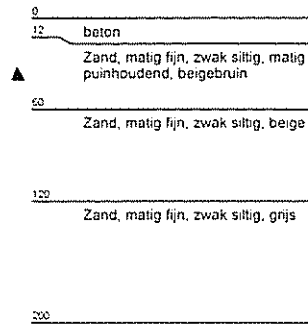 0
12
beton
Zand, matig fijn, zwak siltig, matig
puinhoudend, beigebruin
60
Zand, matig fijn, zwak siltig, beige
120
Zand, matig fijn, zwak siltig, grijs
200